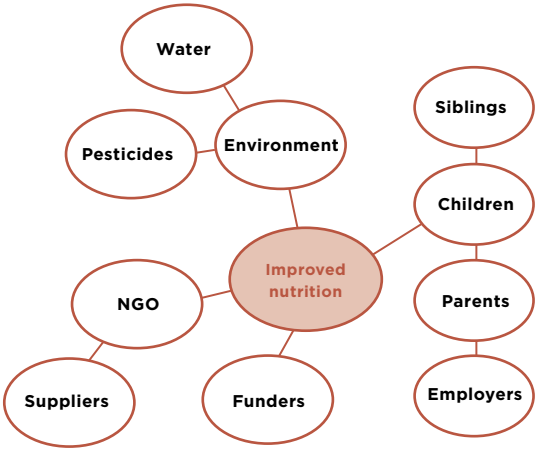 Water
Siblings
Pesticides
Environment
Children
Improved
nutrition
NGO
Parents
Suppliers
Funders
Employers